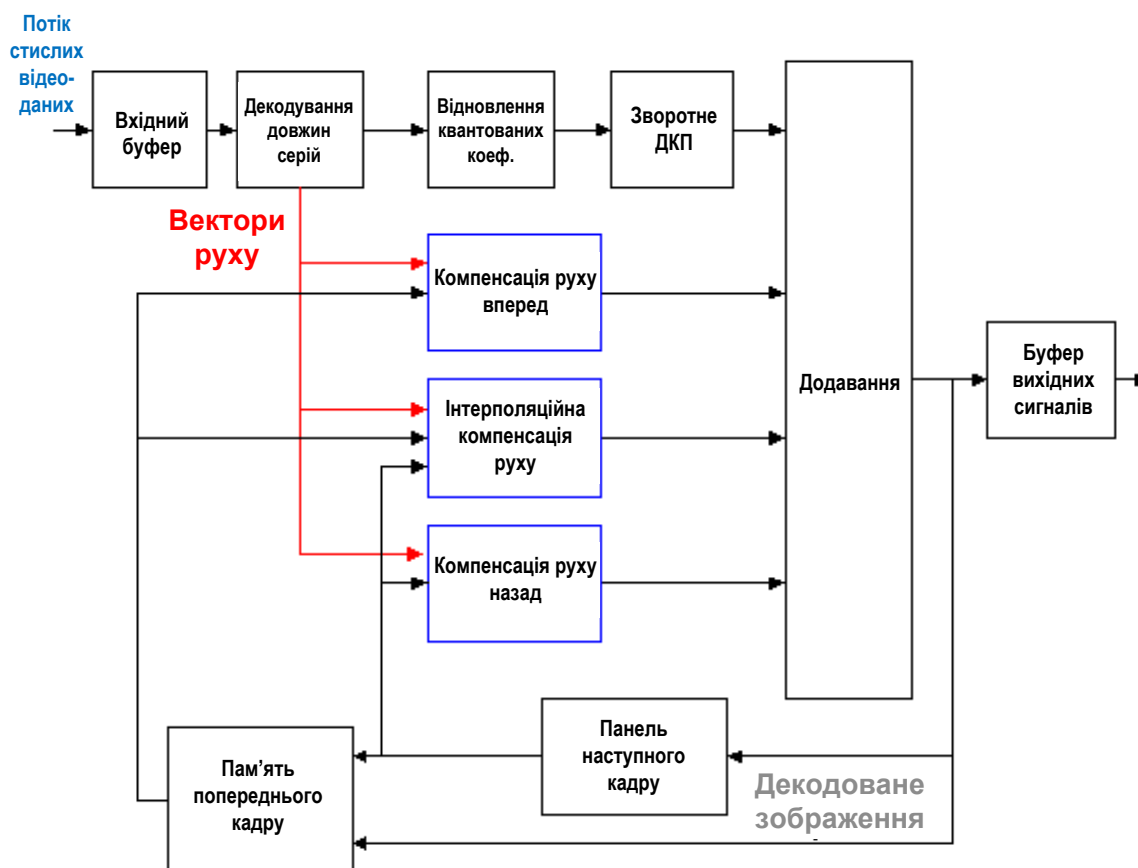 Потік
стислих
відео-
даних
Вхідний
буфер
Декодування
довжин
серій
Відновлення
квантованих
коеф.
Зворотне
ДКП
Вектори
руху
Компенсація руху
вперед
Інтерполяційна
компенсація
руху
Компенсація руху
назад
Додавання
Буфер
вихідних
сигналів
Панель
наступного
кадру
Пам’ять
попереднього
кадру
Декодоване
зображення